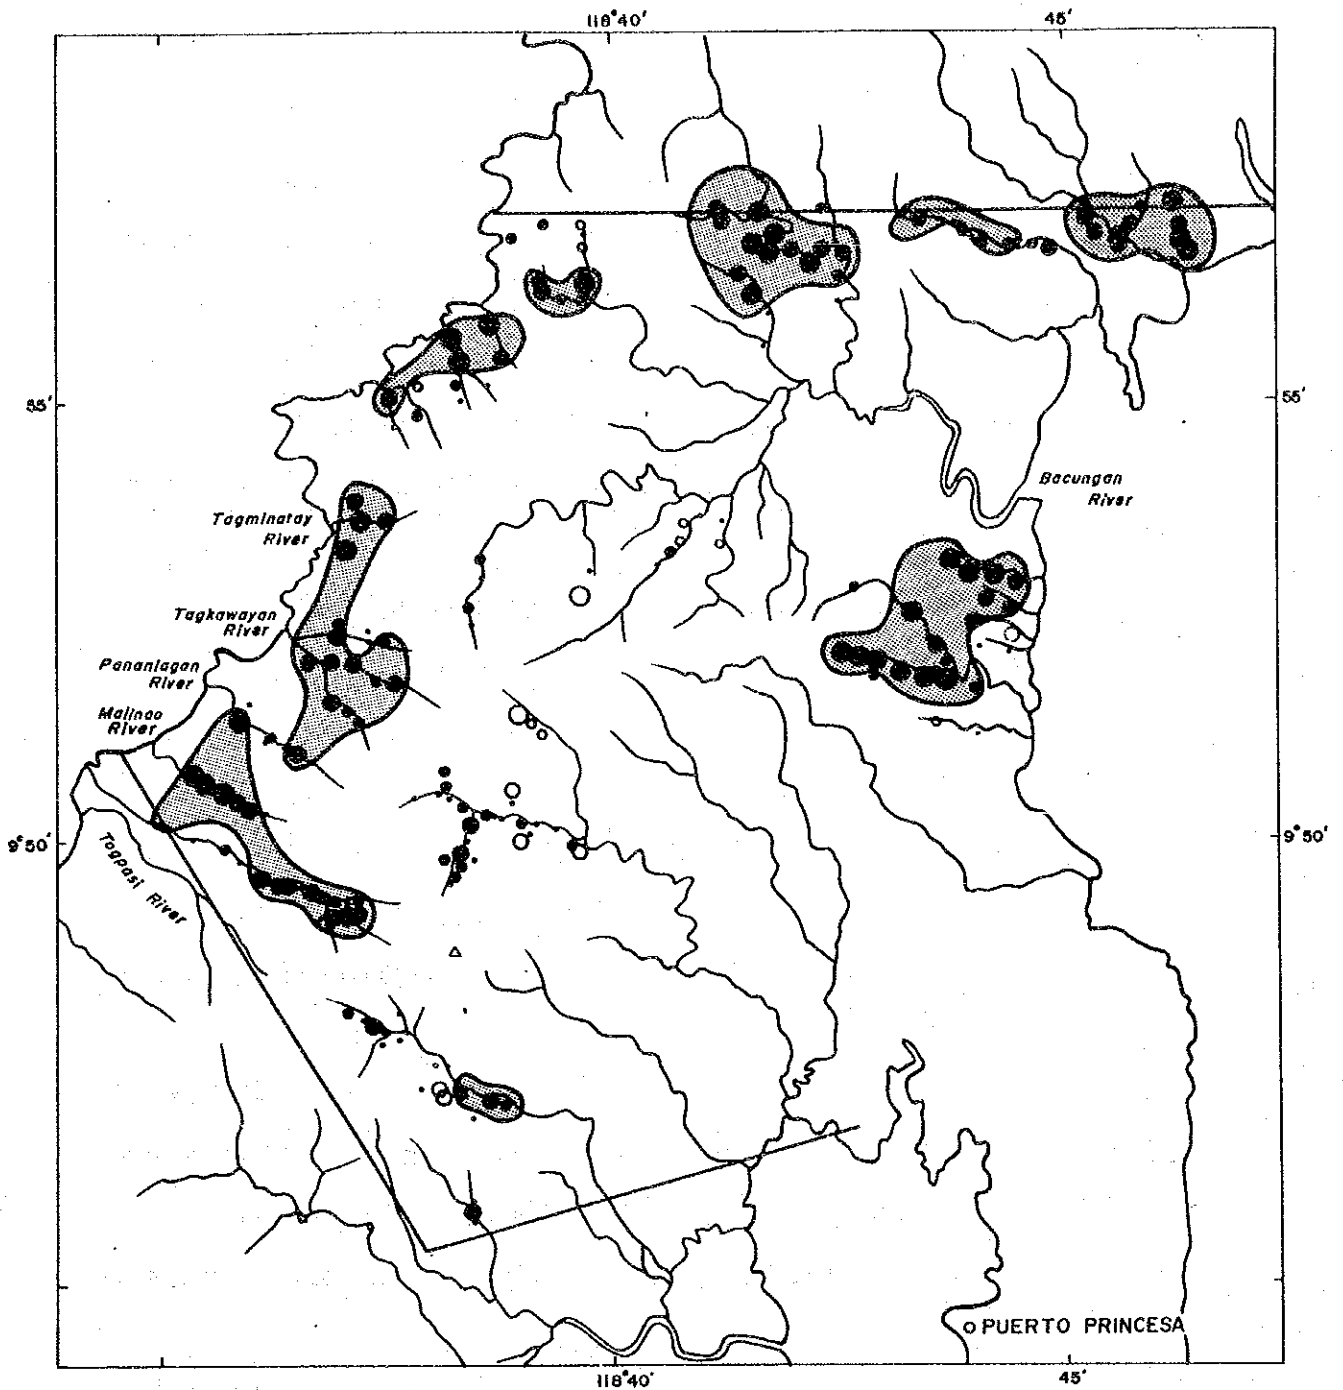 118°40'
45'
55'
55'
Bacungan
River
Tagminatay
River
Tagkawayan
River
Pananlagan
River
Malinao
River
9°50'
9°50'
Togpasi River
PUERTO PRINCESA
118°40'
45'